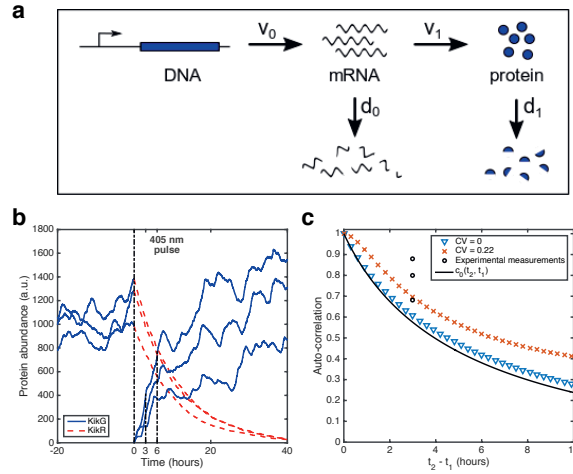 a
V0 V1
DNA mRNA protein
d0 d1
b
405 nm
pulse
Protein abundance (a.u.)
1800
1600
1400
1200
1000
800
600
400
200
0
KikG
KikR
-20 0 3 6 20 40
Time (hours)
c
CV = 0
CV = 0.22
Experimental measurements
c0(t2, t1)
Auto-correlation
1
0.9
0.8
0.7
0.6
0.5
0.4
0.3
0.2
0.1
0
0 2 4 6 8
t2 - t1 (hours)